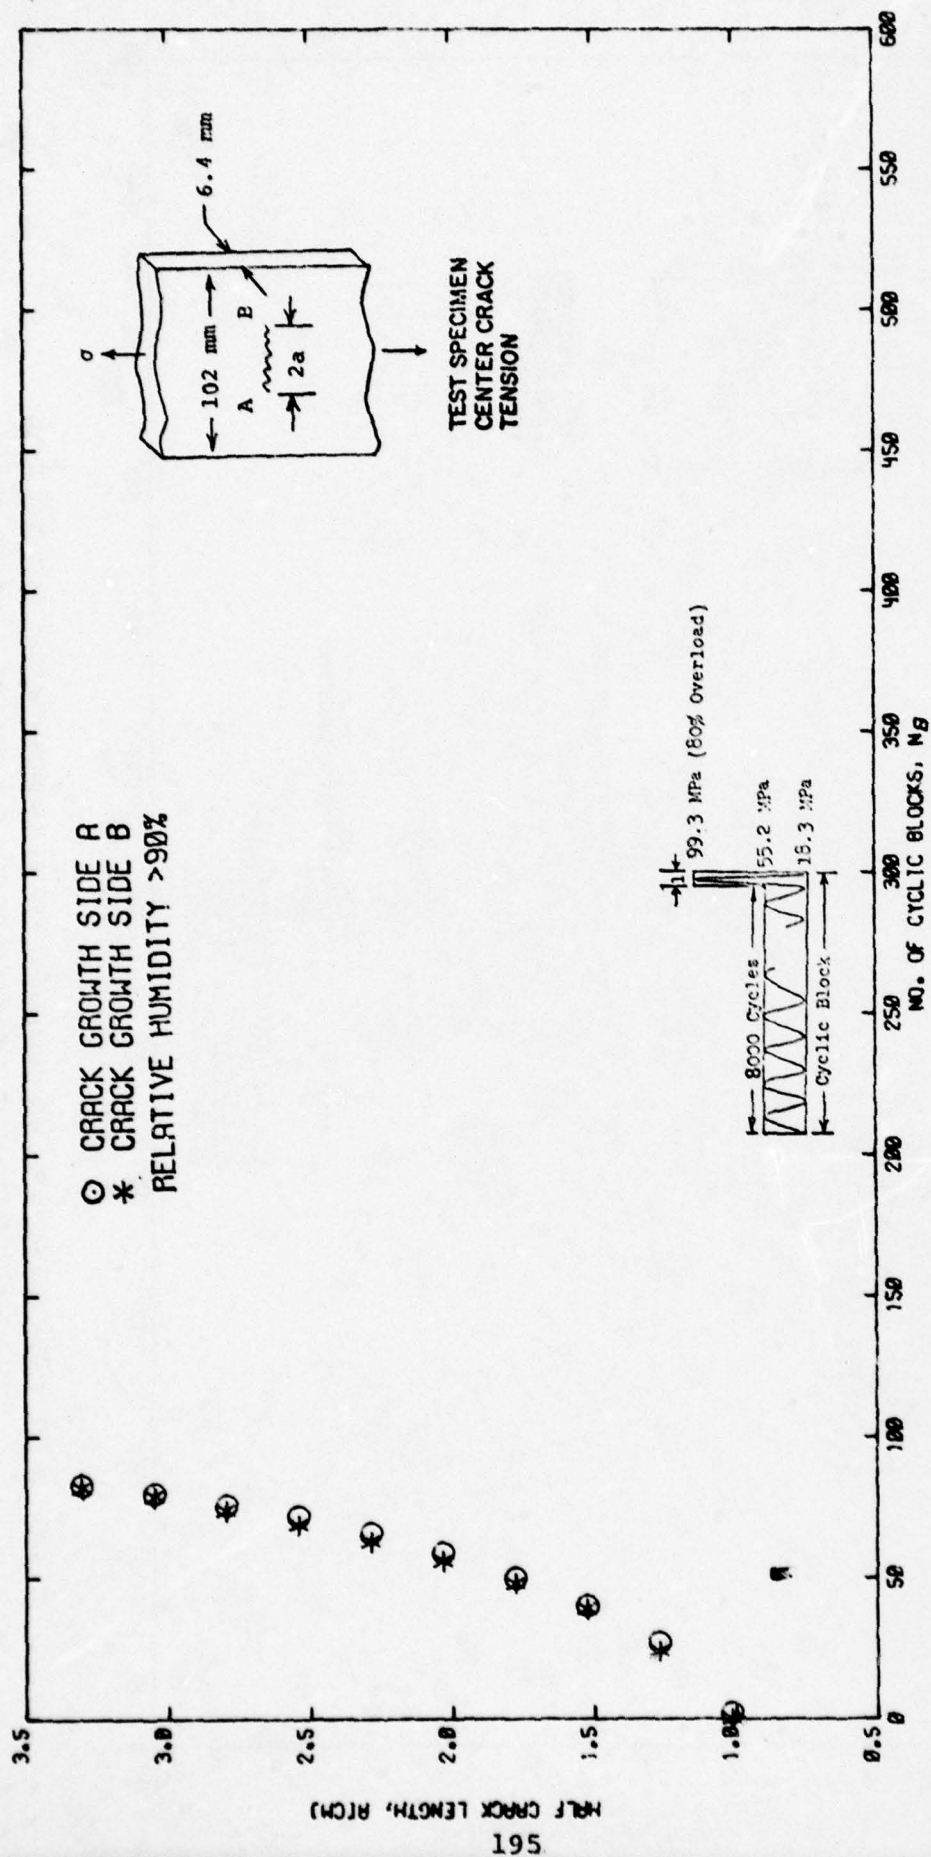 ⊙ CRACK GROWTH SIDE A
* CRACK GROWTH SIDE B
RELATIVE HUMIDITY >90%
σ
102 mm
6.4 mm
A
B
2a
TEST SPECIMEN
CENTER CRACK
TENSION
1
99.3 MPa (80% Overload)
55.2 MPa
18.3 MPa
8000 Cycles
Cyclic Block
3.5
3.0
2.5
2.0
1.5
1.0
0.5
HALF CRACK LENGTH, A(CM)
0
50
100
150
200
250
300
350
400
450
500
550
600
NO. OF CYCLIC BLOCKS, NB
195